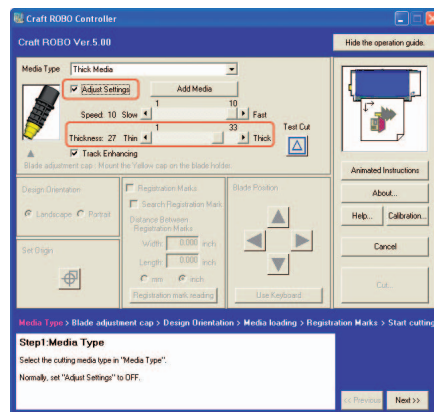 Craft ROBO Controller
Craft ROBO Ver.5.00
Hide the operation guide.
Media Type
Thick Media
Adjust Settings
Add Media
1 10
Speed: 10 Slow Fast
1 33
Thickness: 27 Thin Thick
Test Cut
Track Enhancing
Blade adjustment cap : Mount the Yellow cap on the blade holder.
Animated Instructions
About...
Help... Calibration...
Cancel
Cut...
Design Orientation
Landscape Portrait
Set Origin
Registration Marks
Search Registration Mark
Distance Between
Registration Marks
Width 0.000 inch
Length 0.000 inch
mm inch
Registration mark reading
Blade Position
Use Keyboard
Media Type > Blade adjustment cap > Design Orientation > Media loading > Registration Marks > Start cutting
Step1:Media Type
Select the cutting media type in "Media Type".
Normally, set "Adjust Settings" to OFF.
<< Previous Next >>